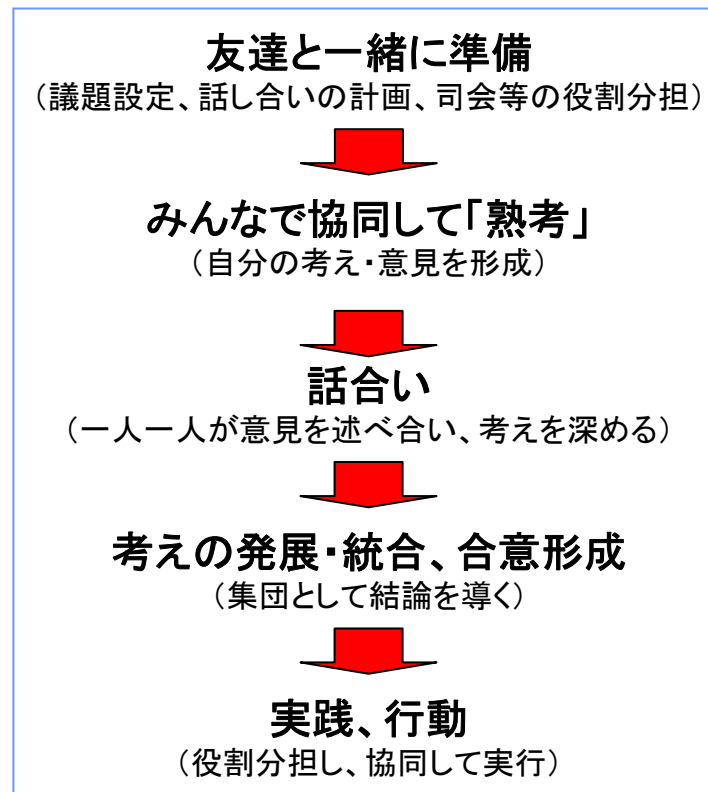 友達と一緒に準備
（議題設定、話し合いの計画、司会等の役割分担）
みんなで協同して「熟考」
（自分の考え・意見を形成）
話合い
（一人一人が意見を述べ合い、考えを深める）
考えの発展・統合、合意形成
（集団として結論を導く）
実践、行動
（役割分担し、協同して実行）